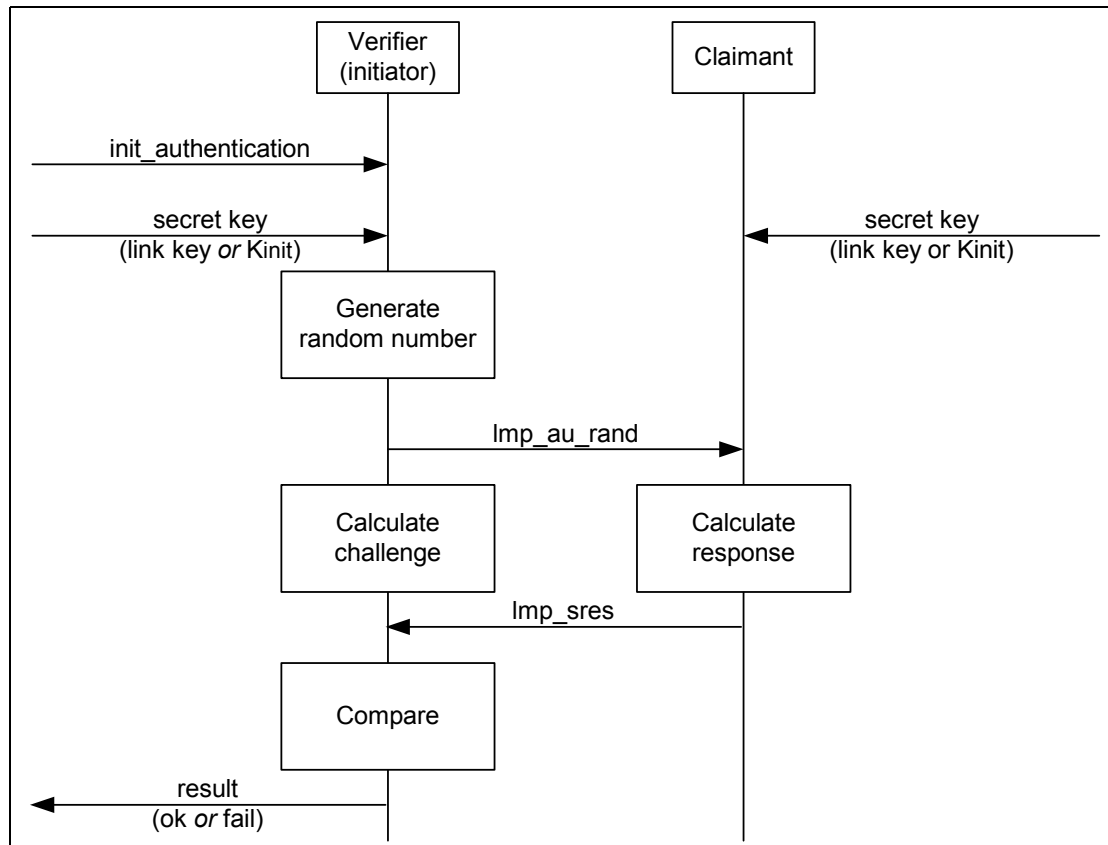 Verifier
(initiator)
Claimant
init_authentication
secret key
(link key or Kinit)
secret key
(link key or Kinit)
Generate
random number
lmp_au_rand
Calculate
challenge
Calculate
response
lmp_sres
Compare
result
(ok or fail)